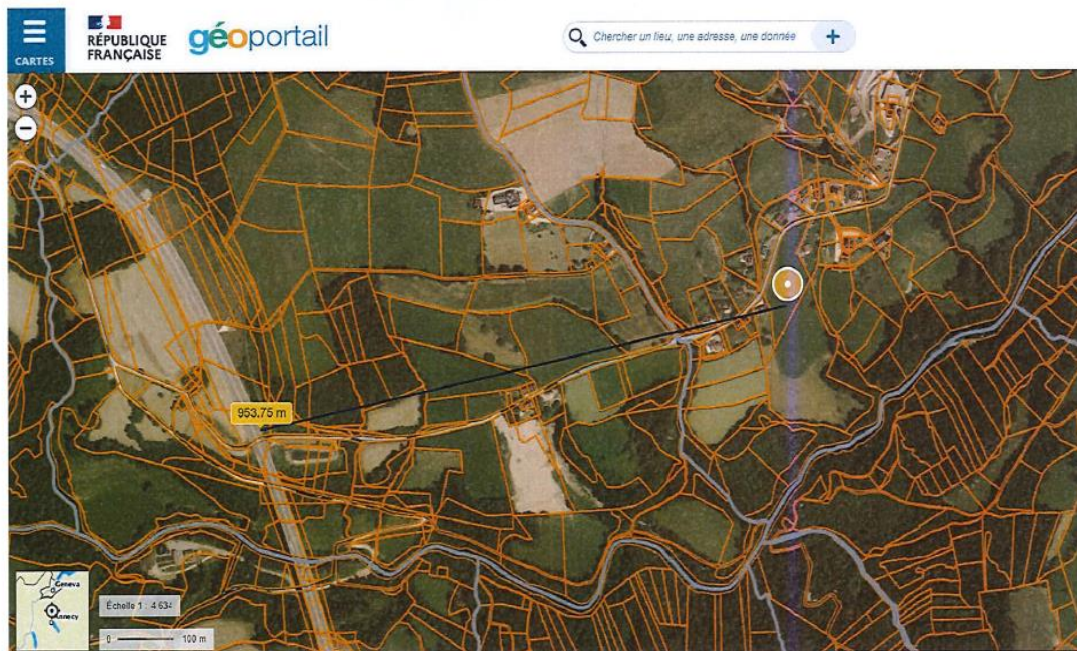 CARTES
RÉPUBLIQUE
FRANÇAISE
géoportail
Chercher un lieu, une adresse, une donnée
+
+
−
953,75 m
Geneva
Annecy
Échelle 1 : 4 634
0 100 m